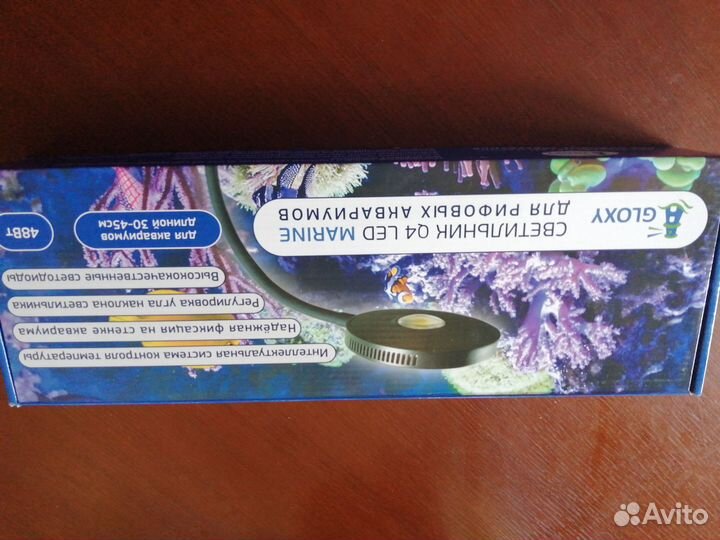 GLOXY
СВЕТИЛЬНИК Q4 LED MARINE
ДЛЯ РИФОВЫХ АКВАРИУМОВ
для аквариумов
длиной 30-45см
48Вт
Интеллектуальная система контроля температуры
Надёжная фиксация на стенке аквариума
Регулировка угла наклона светильника
Высококачественные светодиоды
Avito